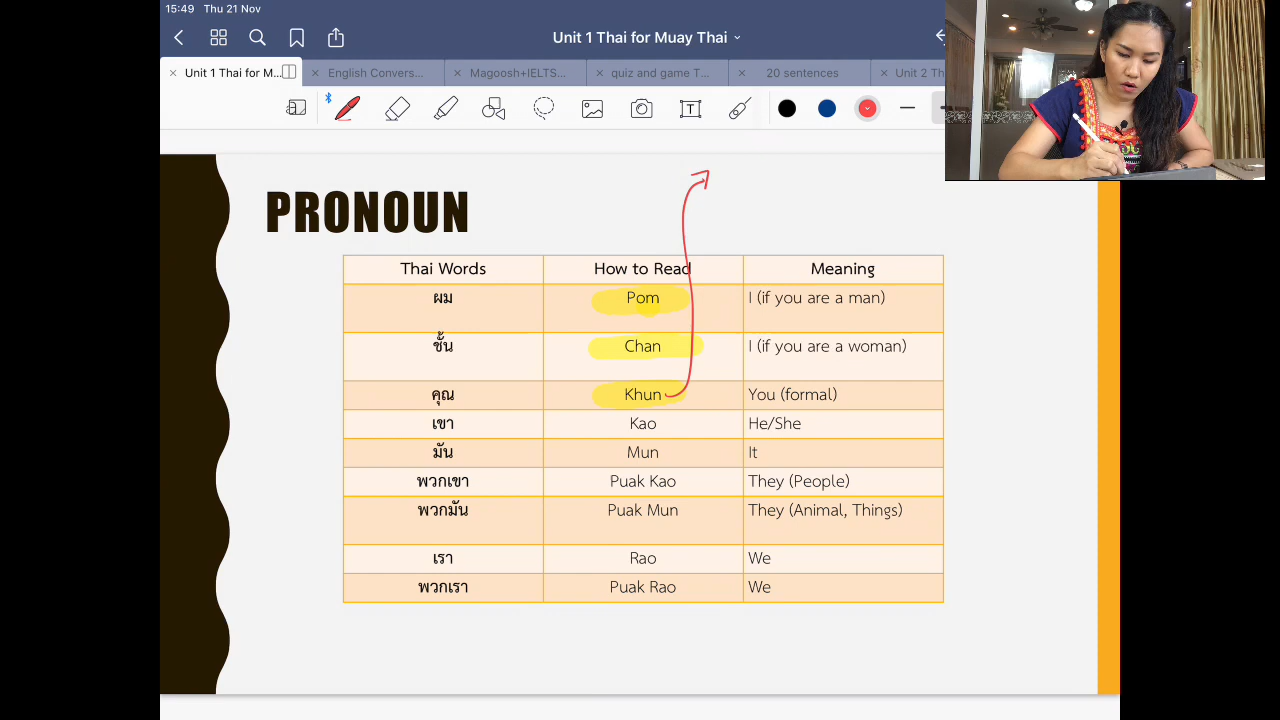 15:49 Thu 21 Nov
Unit 1 Thai for Muay Thai
Unit 1 Thai for M... English Convers... Magoosh+IELTS... quiz and game T... 20 sentences Unit 2 Th
T
PRONOUN
Thai Words How to Read Meaning
ผม Pom I (if you are a man)
ชั้น Chan I (if you are a woman)
คุณ Khun You (formal)
เขา Kao He/She
มัน Mun It
พวกเขา Puak Kao They (People)
พวกมัน Puak Mun They (Animal, Things)
เรา Rao We
พวกเรา Puak Rao We